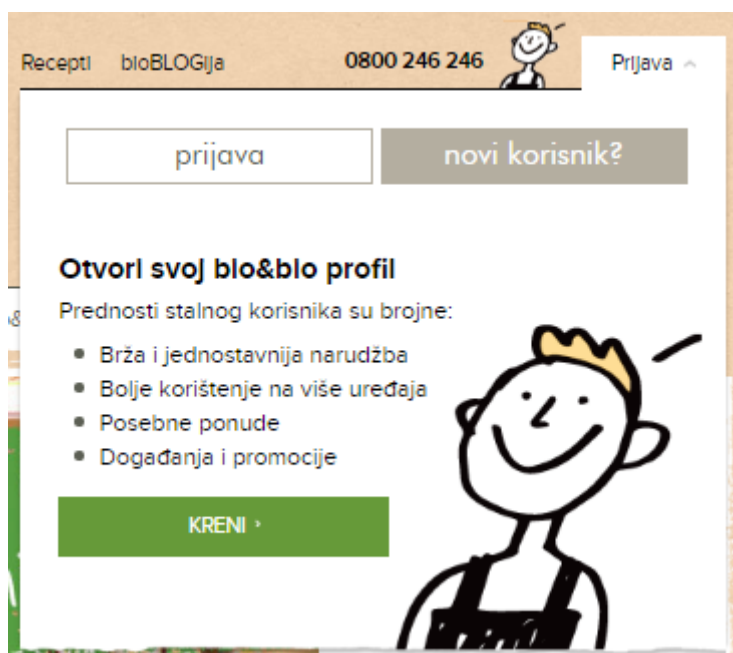 Recepti bioBLOGija 0800 246 246 Prijava
prijava novi korisnik?
Otvori svoj bio&bio profil
Prednosti stalnog korisnika su brojne:
Brža i jednostavnija narudžba
Bolje korištenje na više uređaja
Posebne ponude
Događanja i promocije
KRENI ›